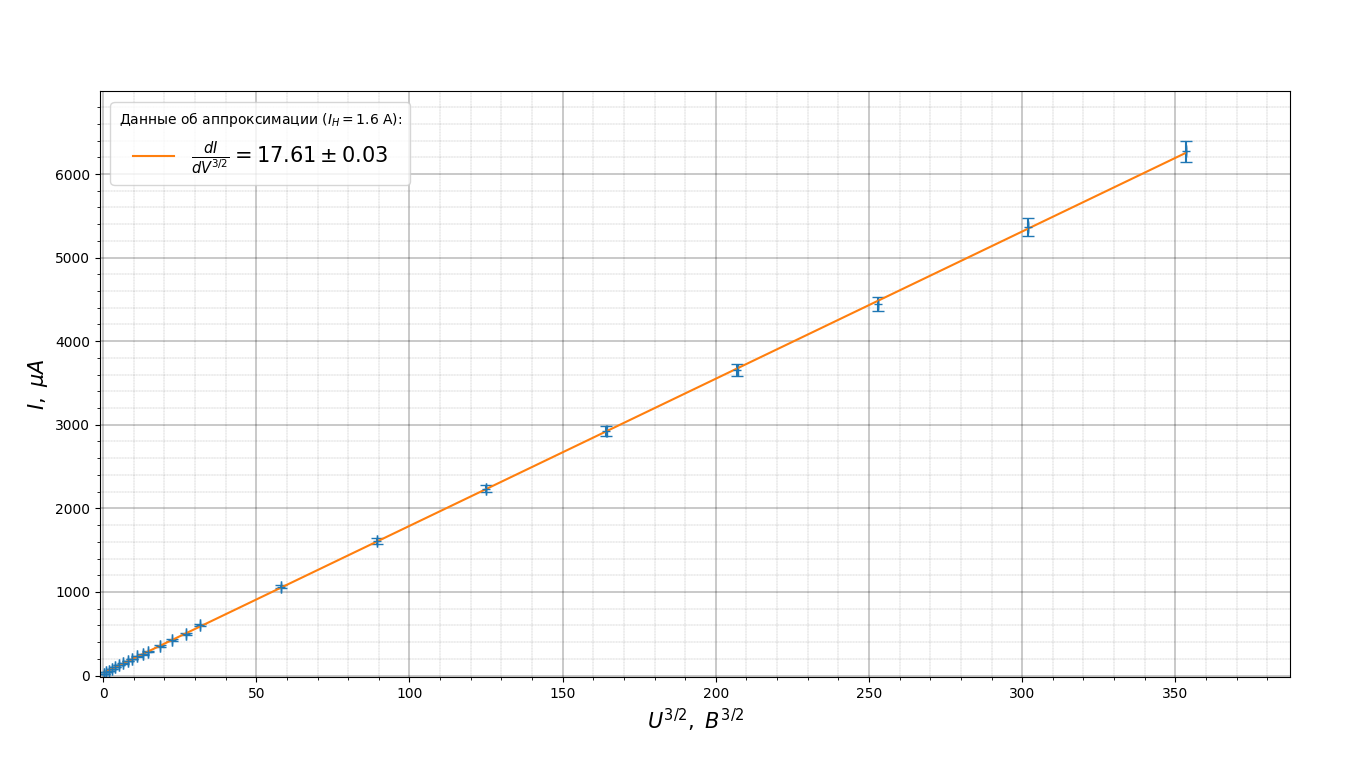 Данные об аппроксимации (I_H = 1.6 А):
dI/dV^{3/2} = 17.61 ± 0.03
I, μA
6000
5000
4000
3000
2000
1000
0
0 50 100 150 200 250 300 350
U^{3/2}, B^{3/2}